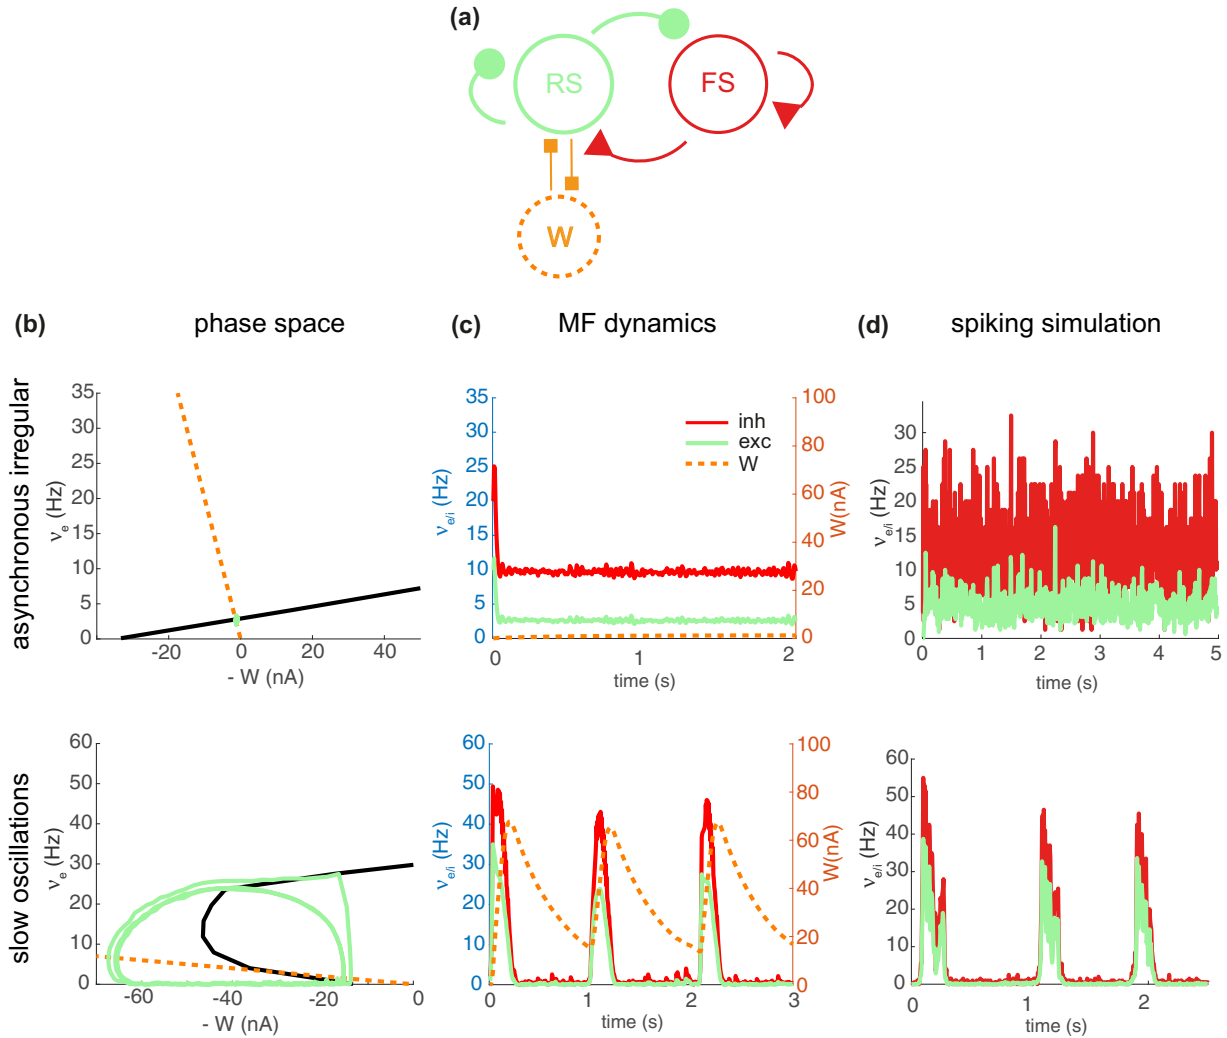 (a)
RS
FS
W
(b) phase space
(c) MF dynamics
(d) spiking simulation
asynchronous irregular
35
30
25
20
15
10
5
0
νe (Hz)
-20 0 20 40
- W (nA)
35
30
25
20
15
10
5
0
νe/i (Hz)
inh
exc
W
100
80
60
40
20
0
W(nA)
0 1 2
time (s)
30
25
20
15
10
5
0
νe/i (Hz)
0 1 2 3 4 5
time (s)
slow oscillations
60
50
40
30
20
10
0
νe (Hz)
-60 -40 -20 0
- W (nA)
60
50
40
30
20
10
0
νe/i (Hz)
100
80
60
40
20
0
W(nA)
0 1 2 3
time (s)
60
50
40
30
20
10
0
νe/i (Hz)
0 1 2
time (s)